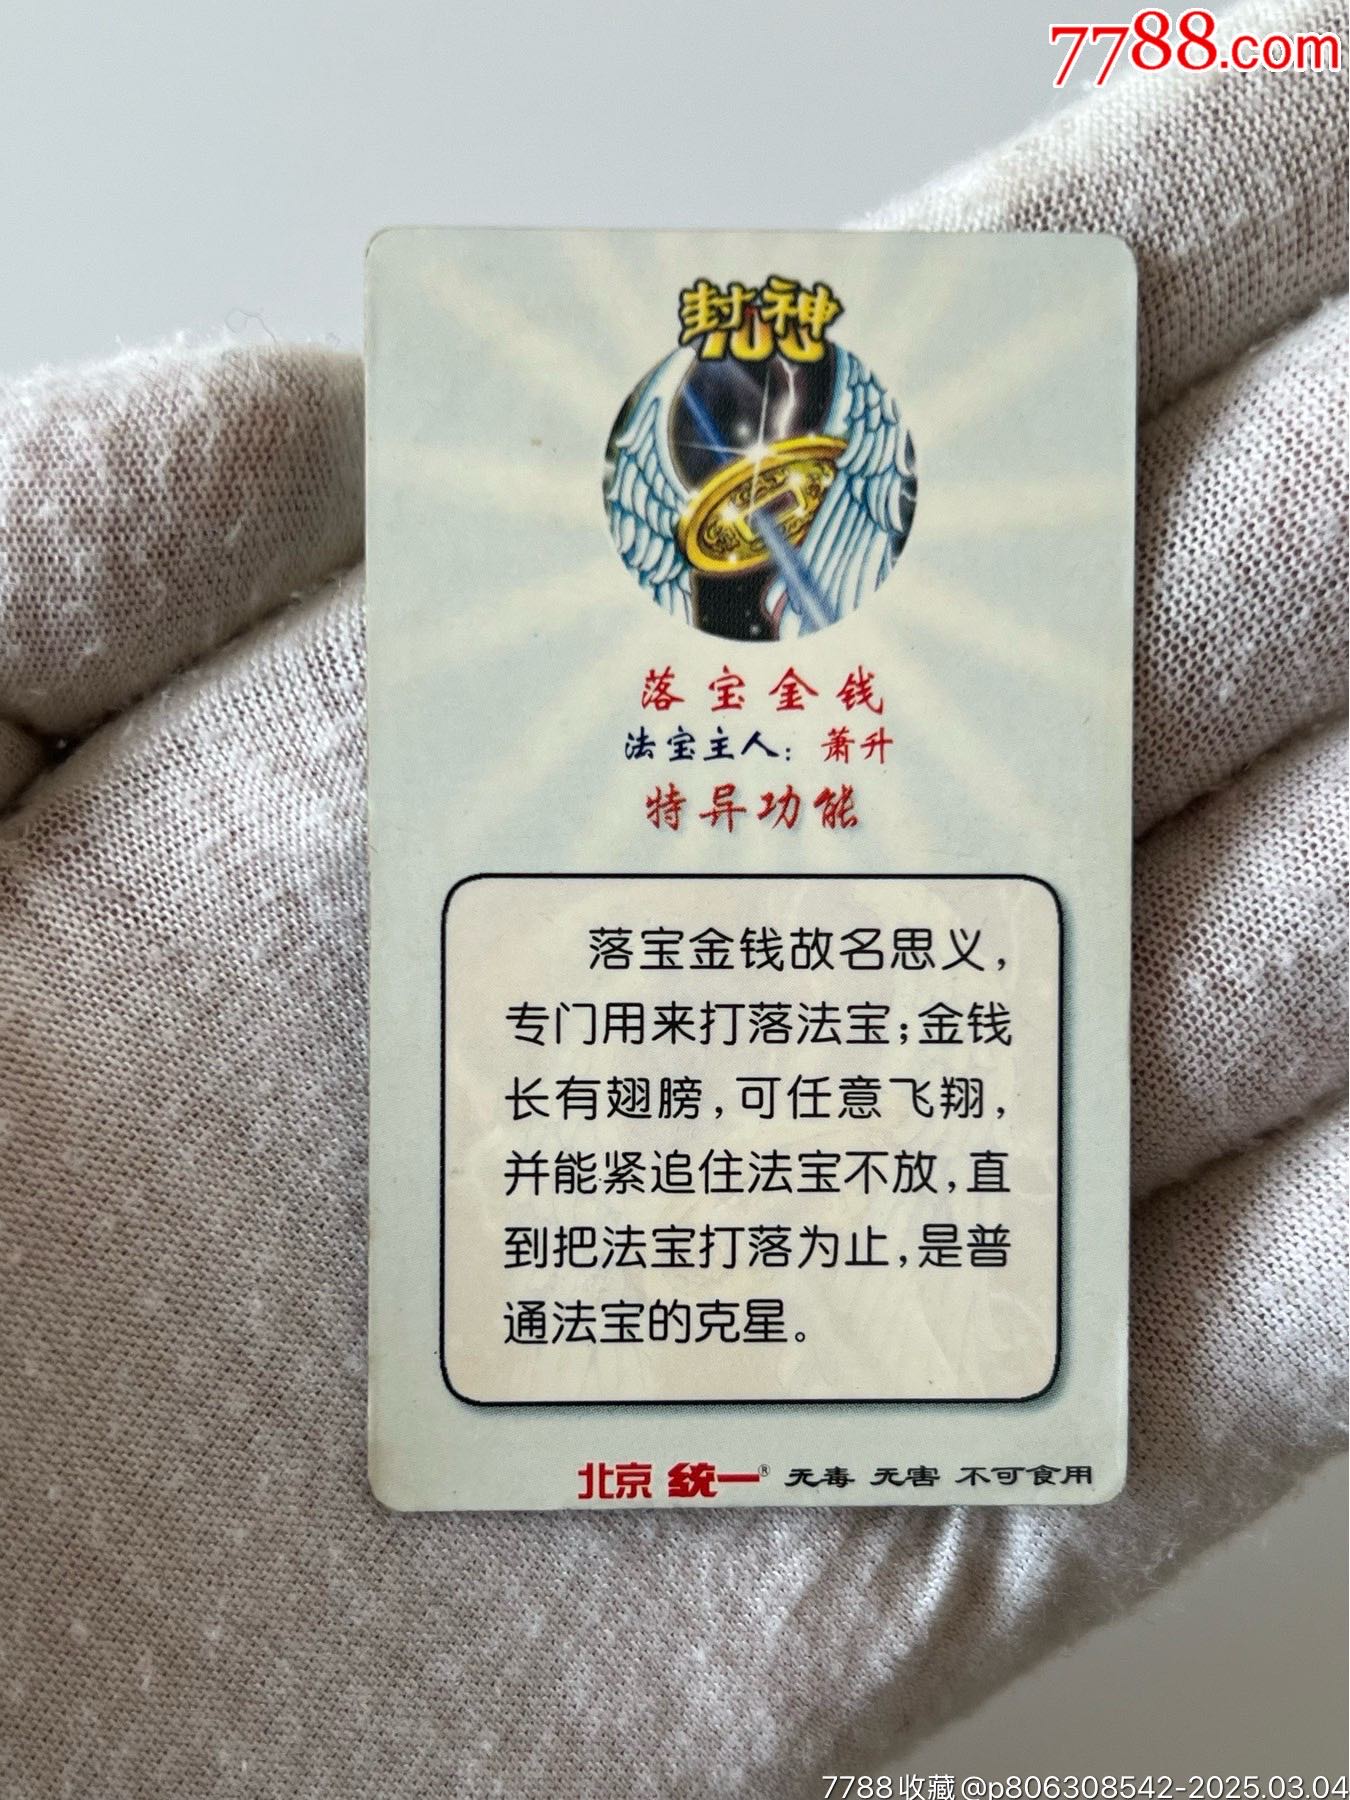 7788.com
封神
100
落宝金钱
法宝主人：萧升
特异功能
落宝金钱故名思义，
专门用来打落法宝；金钱
长有翅膀，可任意飞翔，
并能紧追住法宝不放，直
到把法宝打落为止，是普
通法宝的克星。
北京 统一® 无毒 无害 不可食用
7788收藏@p806308542-2025.03.04